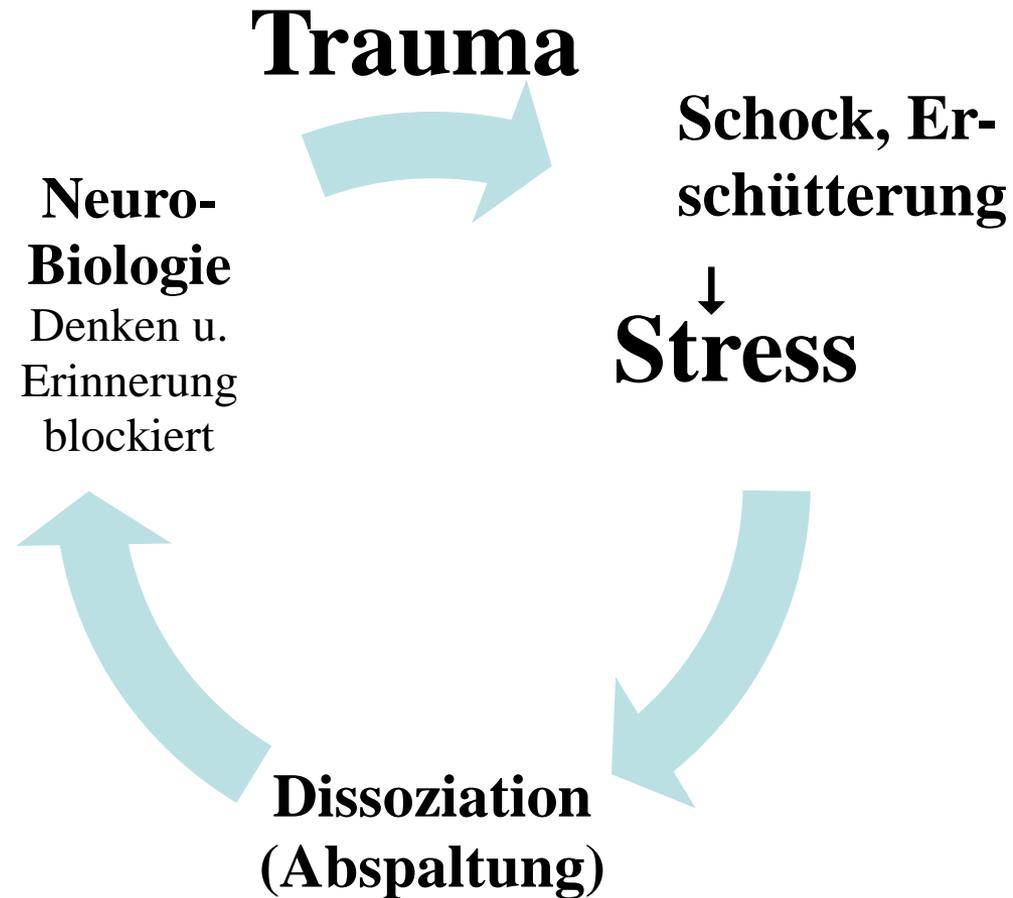 Trauma
Schock, Er-
schütterung
↓
Stress
Dissoziation
(Abspaltung)
Neuro-
Biologie
Denken u.
Erinnerung
blockiert